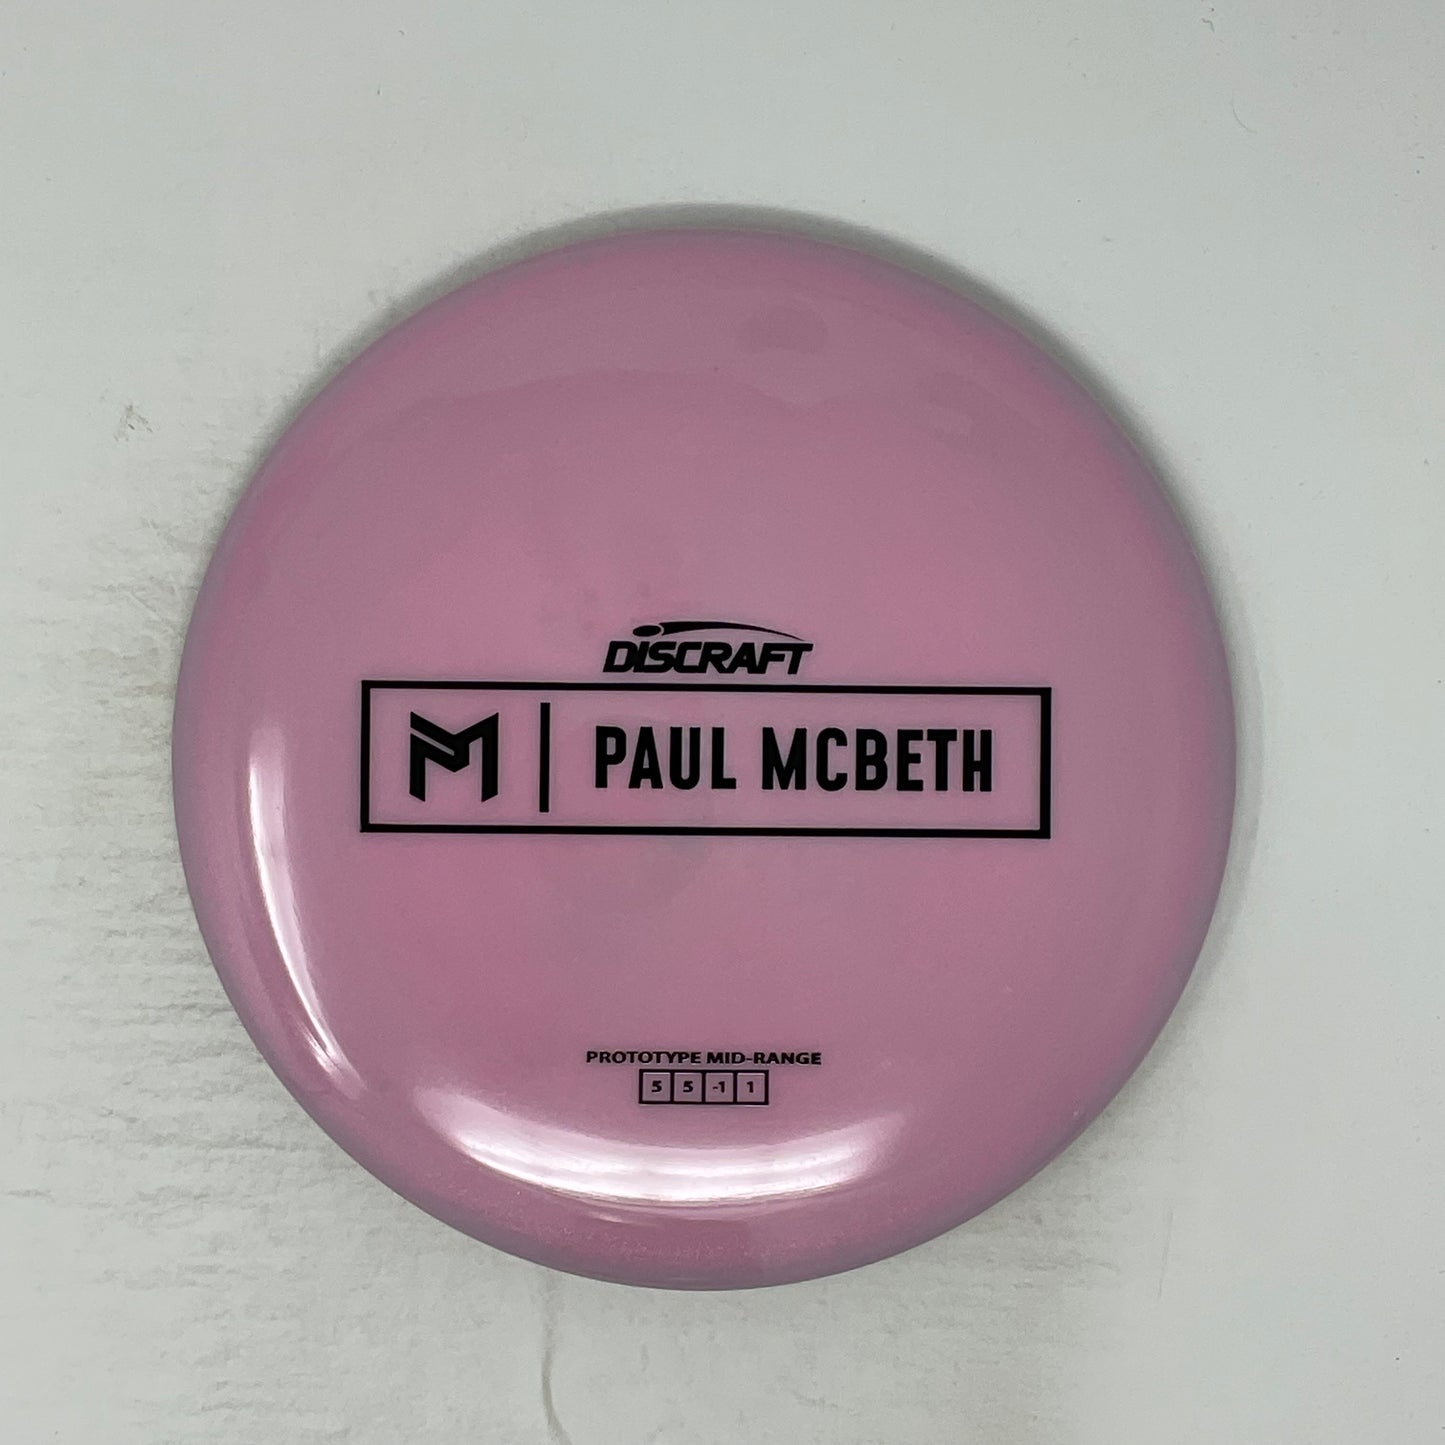 DISCRAFT
M | PAUL MCBETH
PROTOTYPE MID-RANGE
5 5 -1 1